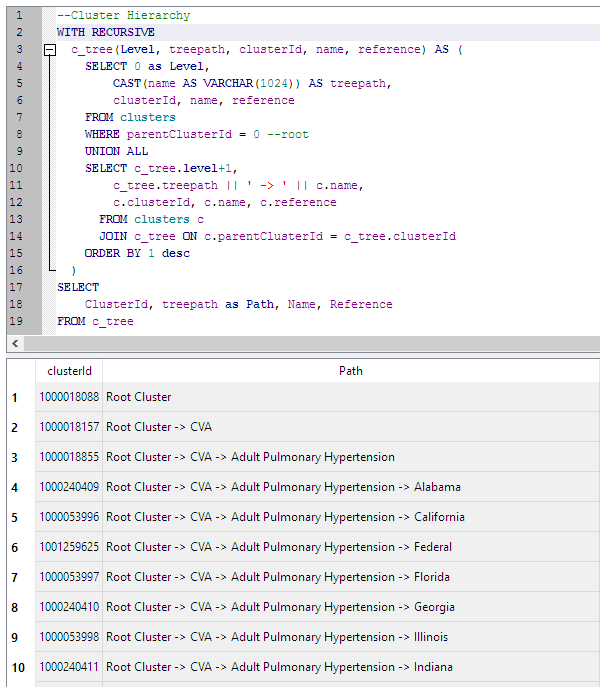 1 --Cluster Hierarchy
2 WITH RECURSIVE
3 c_tree(Level, treepath, clusterId, name, reference) AS (
4 SELECT 0 as Level,
5 CAST(name AS VARCHAR(1024)) AS treepath,
6 clusterId, name, reference
7 FROM clusters
8 WHERE parentClusterId = 0 --root
9 UNION ALL
10 SELECT c_tree.level+1,
11 c_tree.treepath || ' -> ' || c.name,
12 c.clusterId, c.name, c.reference
13 FROM clusters c
14 JOIN c_tree ON c.parentClusterId = c_tree.clusterId
15 ORDER BY 1 desc
16 )
17 SELECT
18 ClusterId, treepath as Path, Name, Reference
19 FROM c_tree
clusterId Path
1 1000018088 Root Cluster
2 1000018157 Root Cluster -> CVA
3 1000018855 Root Cluster -> CVA -> Adult Pulmonary Hypertension
4 1000240409 Root Cluster -> CVA -> Adult Pulmonary Hypertension -> Alabama
5 1000053996 Root Cluster -> CVA -> Adult Pulmonary Hypertension -> California
6 1001259625 Root Cluster -> CVA -> Adult Pulmonary Hypertension -> Federal
7 1000053997 Root Cluster -> CVA -> Adult Pulmonary Hypertension -> Florida
8 1000240410 Root Cluster -> CVA -> Adult Pulmonary Hypertension -> Georgia
9 1000053998 Root Cluster -> CVA -> Adult Pulmonary Hypertension -> Illinois
10 1000240411 Root Cluster -> CVA -> Adult Pulmonary Hypertension -> Indiana